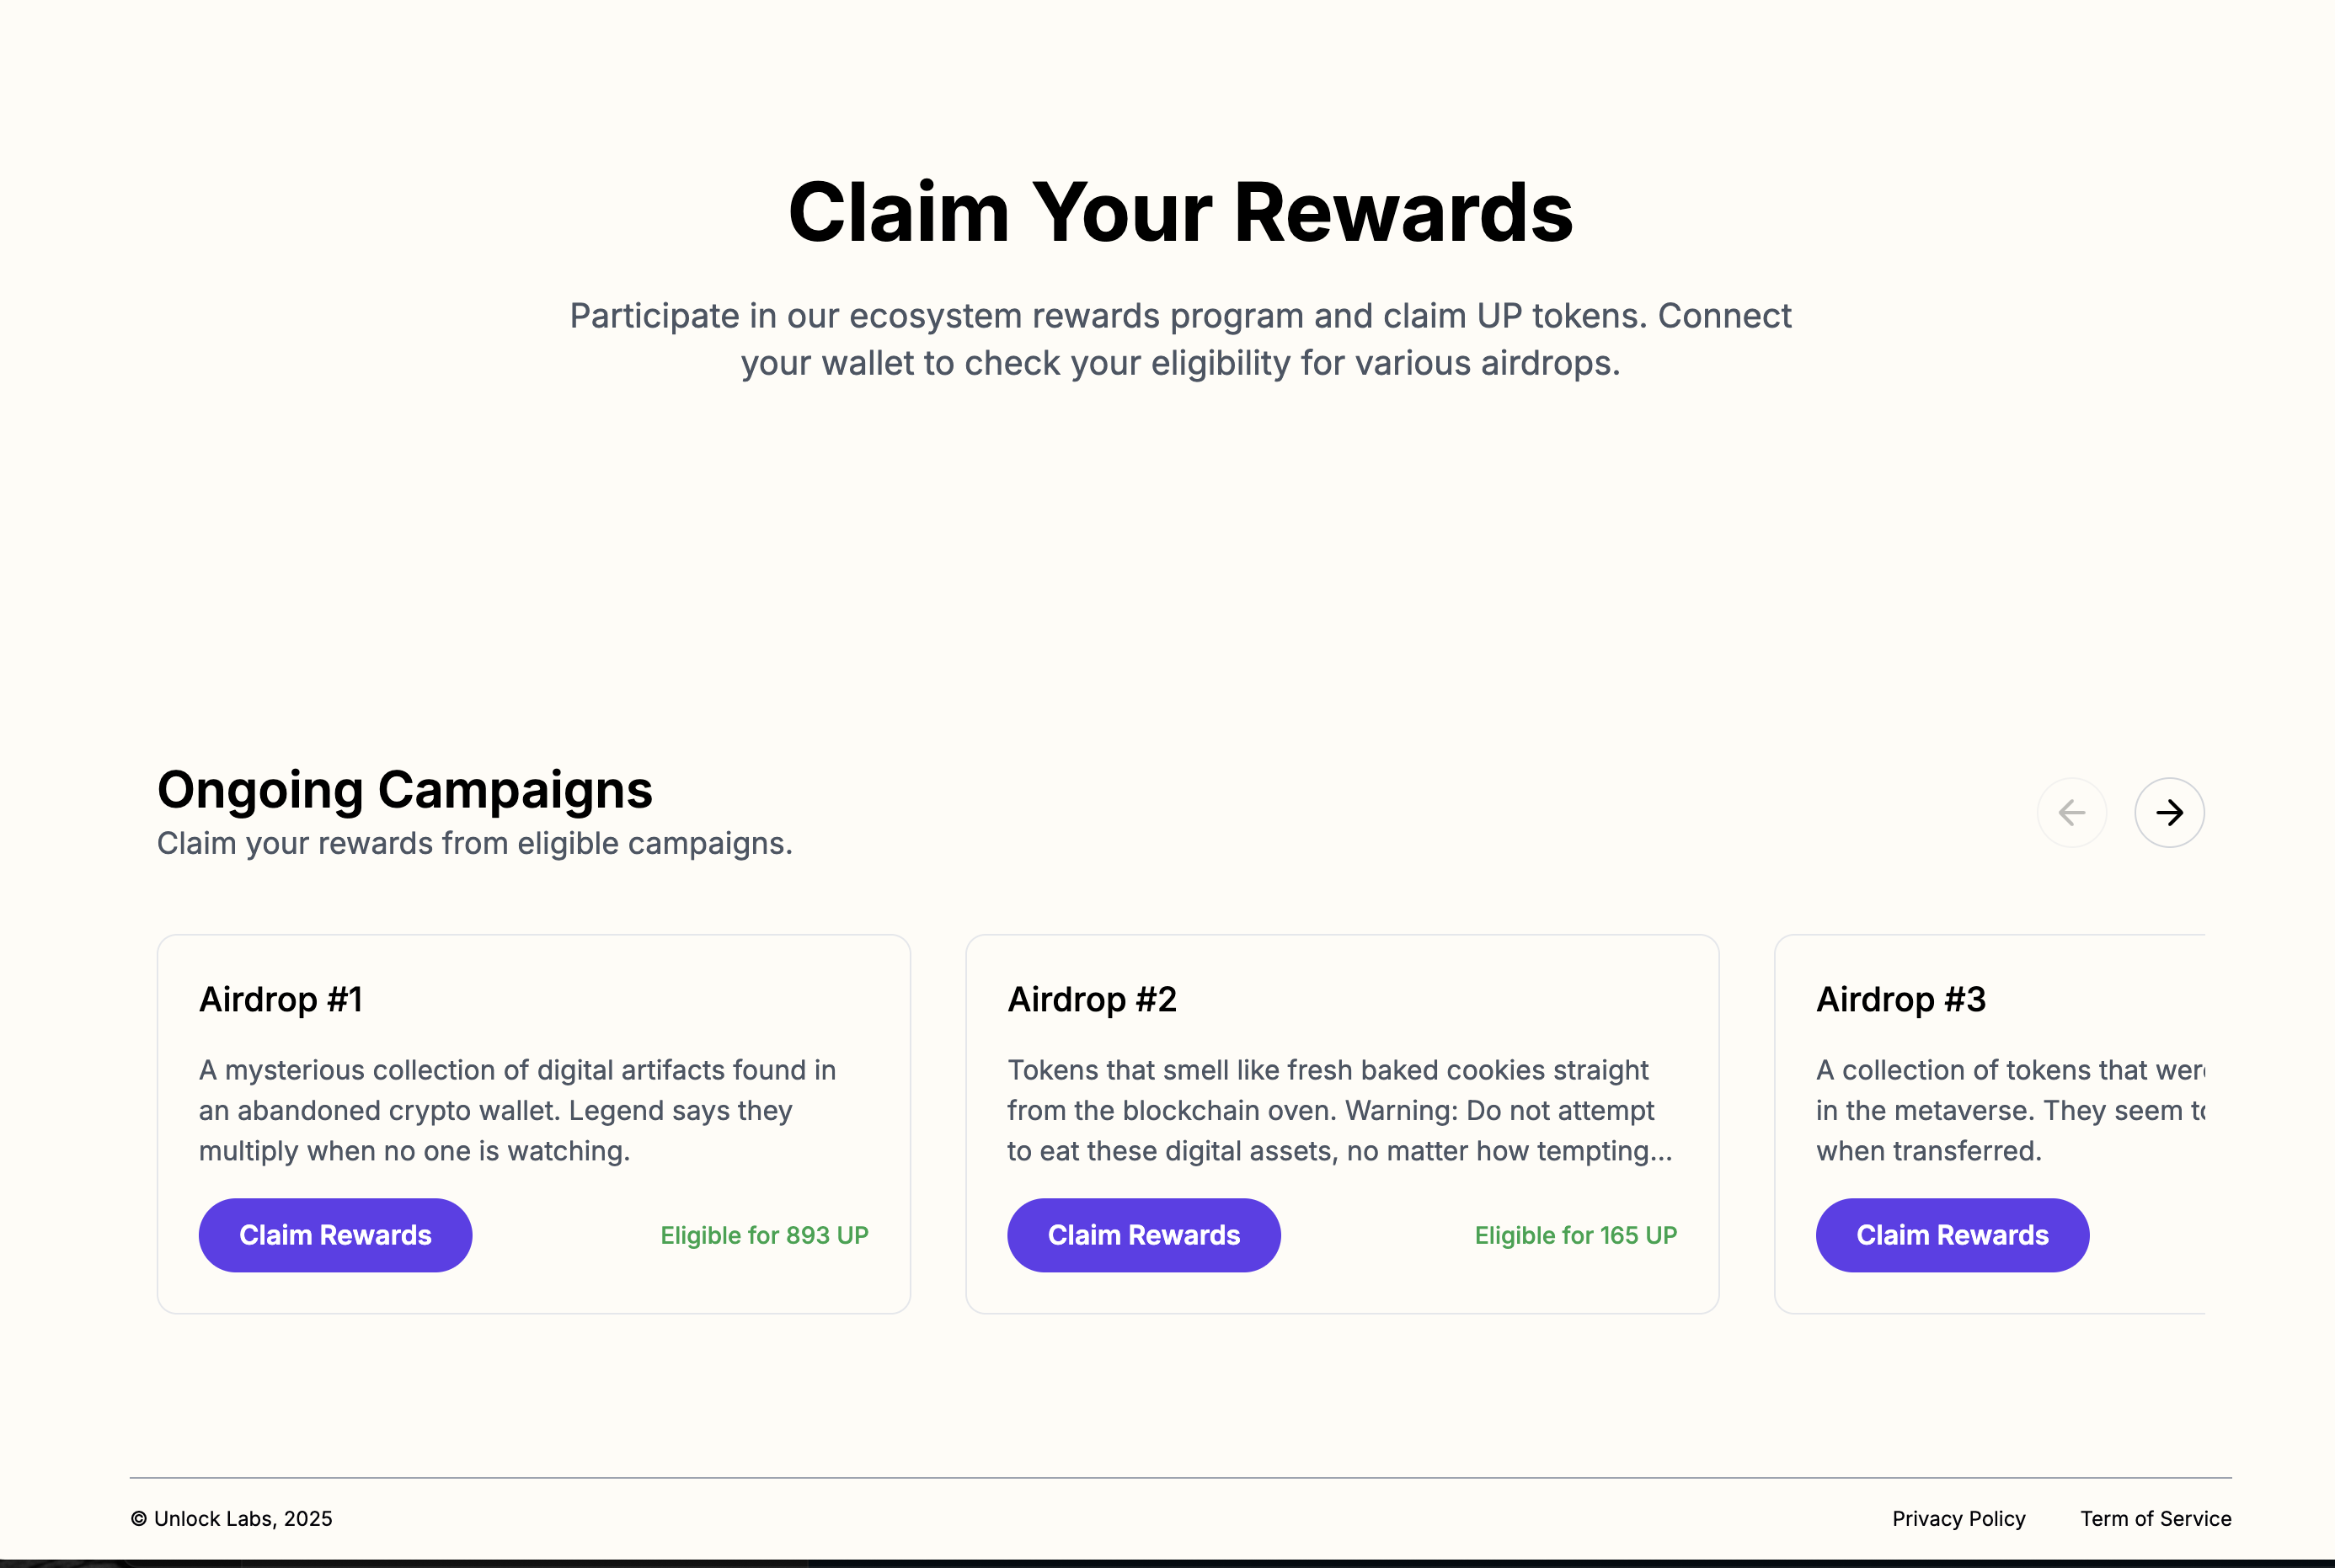 Claim Your Rewards
Participate in our ecosystem rewards program and claim UP tokens. Connect
your wallet to check your eligibility for various airdrops.
Ongoing Campaigns
Claim your rewards from eligible campaigns.
Airdrop #1
A mysterious collection of digital artifacts found in
an abandoned crypto wallet. Legend says they
multiply when no one is watching.
Claim Rewards
Eligible for 893 UP
Airdrop #2
Tokens that smell like fresh baked cookies straight
from the blockchain oven. Warning: Do not attempt
to eat these digital assets, no matter how tempting...
Claim Rewards
Eligible for 165 UP
Airdrop #3
A collection of tokens that
in the metaverse. They seem
when transferred.
Claim Rewards
© Unlock Labs, 2025
Privacy Policy
Term of Service